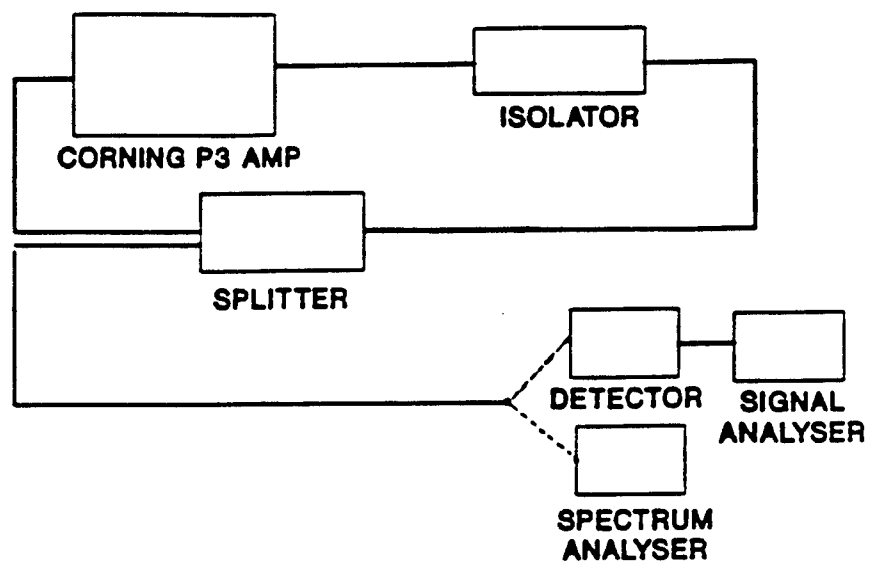 CORNING P3 AMP
ISOLATOR
SPLITTER
DETECTOR
SIGNAL
ANALYSER
SPECTRUM
ANALYSER